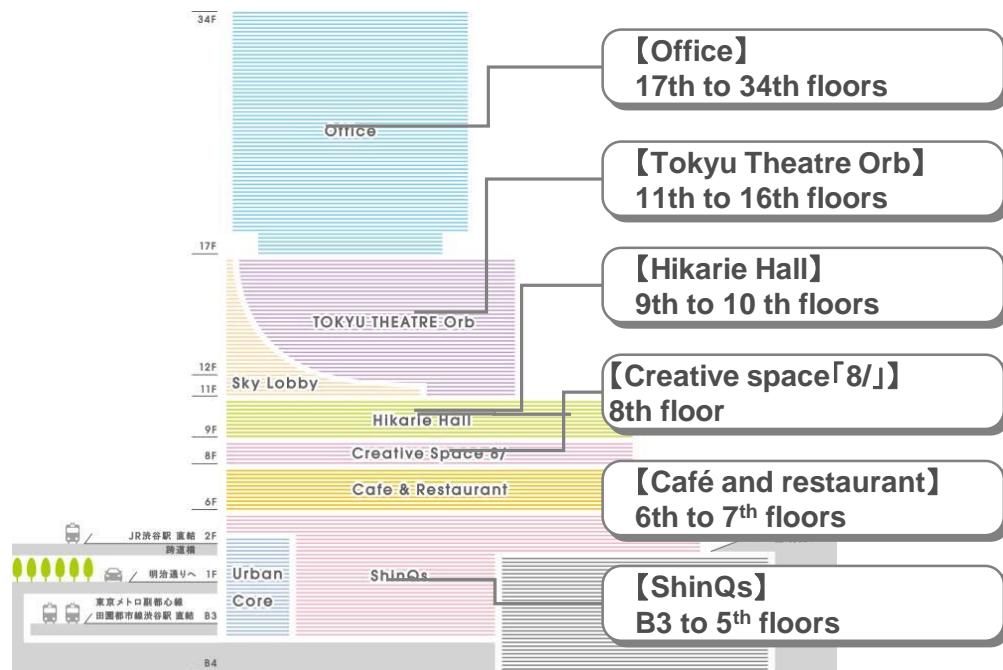 34F
【Office】
17th to 34th floors
Office
【Tokyu Theatre Orb】
11th to 16th floors
17F
【Hikarie Hall】
9th to 10 th floors
TOKYU THEATRE Orb
12F
Sky Lobby
11F
【Creative space「8/」】
8th floor
Hikarie Hall
9F
Creative Space 8/
8F
Cafe & Restaurant
【Café and restaurant】
6th to 7th floors
6F
JR渋谷駅 直結 2F
跨道橋
明治通りへ 1F
Urban
Core
ShinQs
【ShinQs】
B3 to 5th floors
東京メトロ副都心線
田園都市線渋谷駅 直結 B3
B4